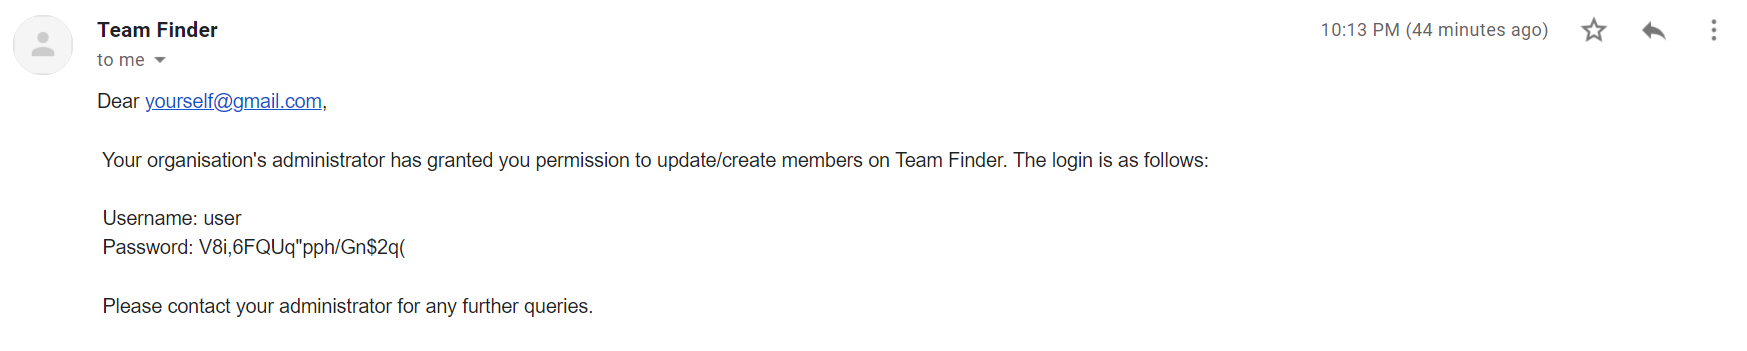 Team Finder
10:13 PM (44 minutes ago)
to me
Dear yourself@gmail.com,
Your organisation's administrator has granted you permission to update/create members on Team Finder. The login is as follows:
Username: user
Password: V8i,6FQUq"pph/Gn$2q(
Please contact your administrator for any further queries.